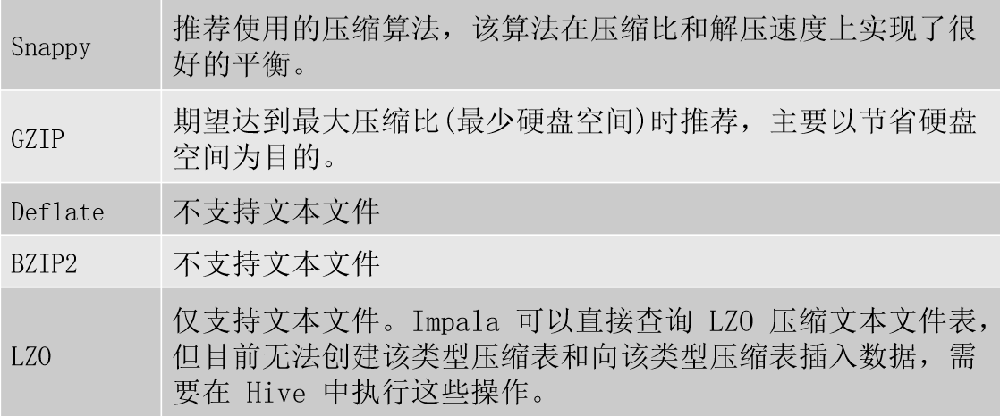 Snappy
推荐使用的压缩算法，该算法在压缩比和解压速度上实现了很
好的平衡。
GZIP
期望达到最大压缩比(最少硬盘空间)时推荐，主要以节省硬盘
空间为目的。
Deflate
不支持文本文件
BZIP2
不支持文本文件
LZO
仅支持文本文件。Impala 可以直接查询 LZO 压缩文本文件表，
但目前无法创建该类型压缩表和向该类型压缩表插入数据，需
要在 Hive 中执行这些操作。